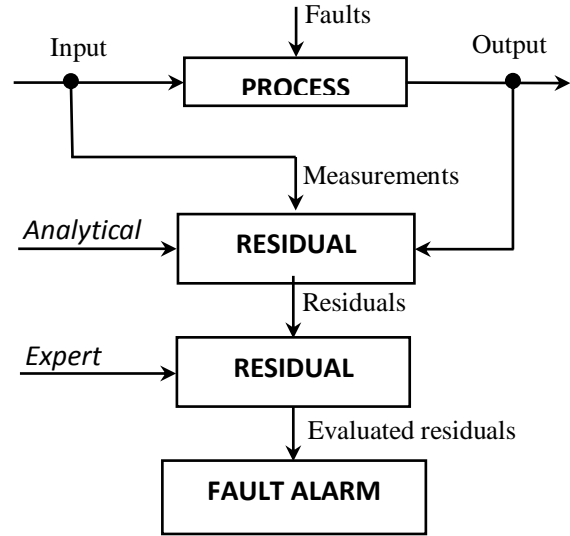 Faults
Input
Output
PROCESS
Measurements
Analytical
RESIDUAL
Residuals
Expert
RESIDUAL
Evaluated residuals
FAULT ALARM